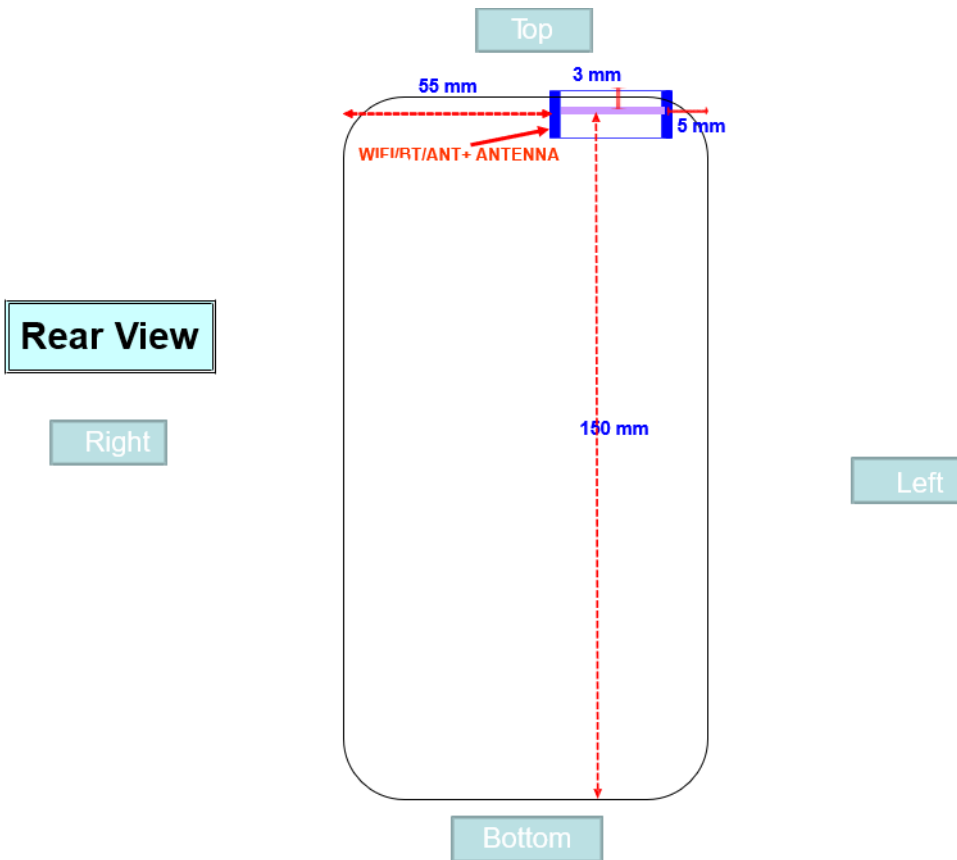 Top
3 mm
55 mm
5 mm
WIFI/BT/ANT+ ANTENNA
Rear View
Right
150 mm
Left
Bottom